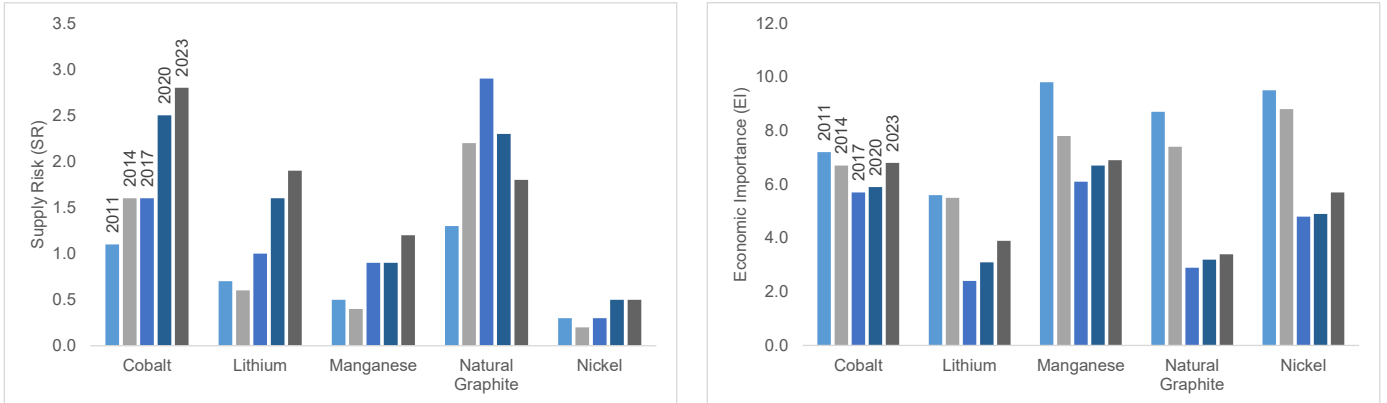 Supply Risk (SR)
3.5
3.0
2.5
2.0
1.5
1.0
0.5
0.0
2011
2014
2017
2020
2023
Cobalt
Lithium
Manganese
Natural
Graphite
Nickel
Economic Importance (EI)
12.0
10.0
8.0
6.0
4.0
2.0
0.0
2011
2014
2017
2020
2023
Cobalt
Lithium
Manganese
Natural
Graphite
Nickel